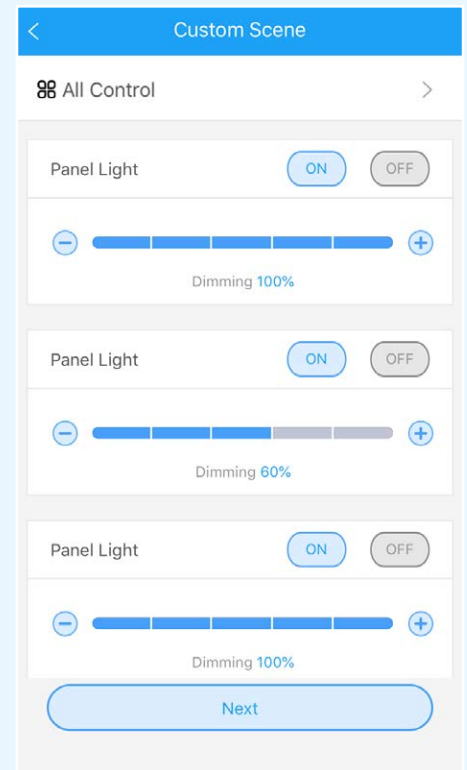 Custom Scene
All Control
Panel Light ON OFF
Dimming 100%
Panel Light ON OFF
Dimming 60%
Panel Light ON OFF
Dimming 100%
Next